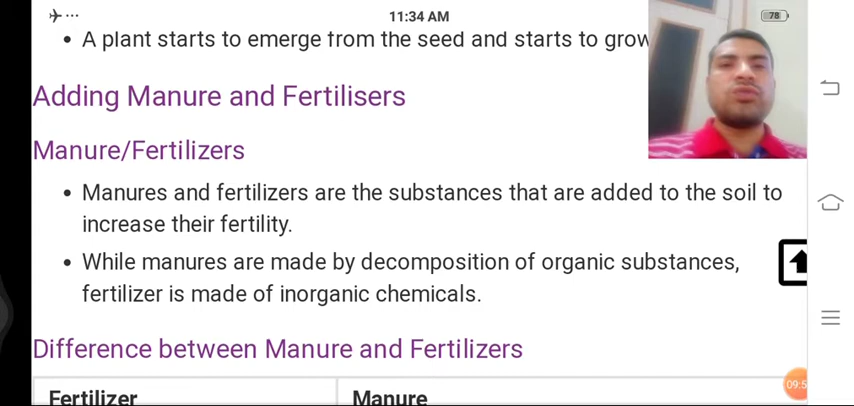 11:34 AM
78
A plant starts to emerge from the seed and starts to grow
Adding Manure and Fertilisers
Manure/Fertilizers
Manures and fertilizers are the substances that are added to the soil to
increase their fertility.
While manures are made by decomposition of organic substances,
fertilizer is made of inorganic chemicals.
Difference between Manure and Fertilizers
Fertilizer Manure
09:5